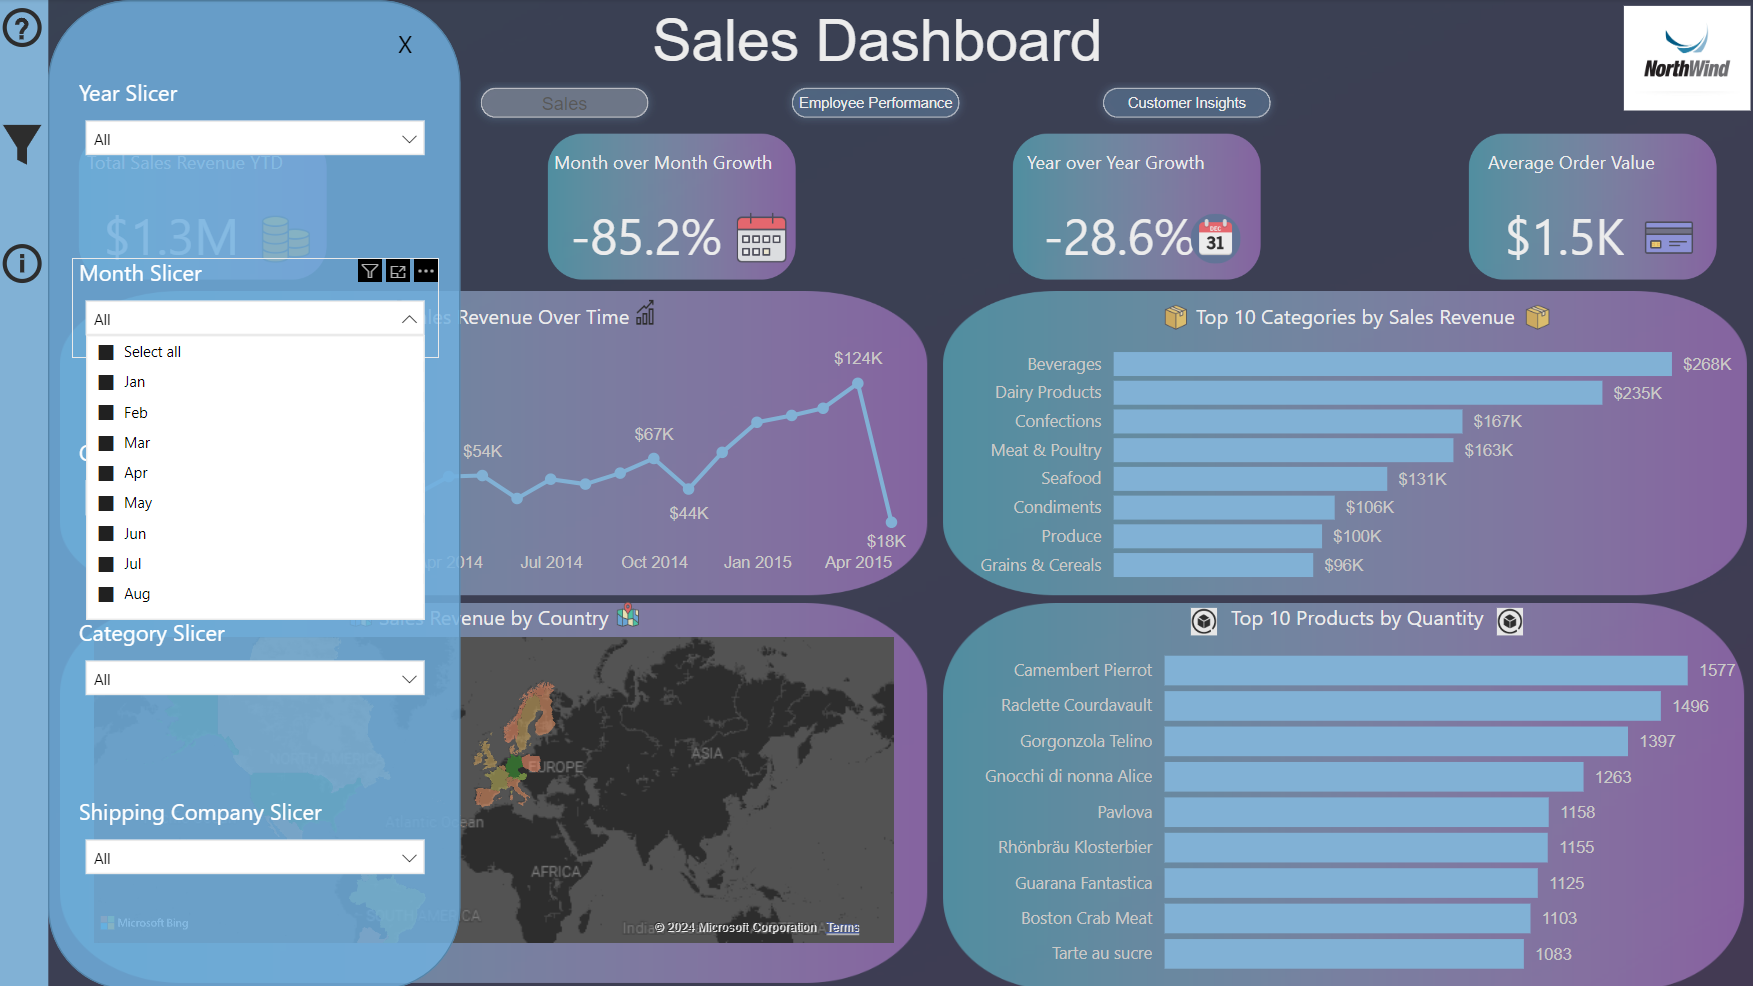 Sales Dashboard
NorthWind
X
Year Slicer
All
Sales
Employee Performance
Customer Insights
Total Sales Revenue YTD
$1.3M
Month over Month Growth
-85.2%
Year over Year Growth
-28.6%
DEC
31
Average Order Value
$1.5K
Month Slicer
All
Select all
Jan
Feb
Mar
Apr
May
Jun
Jul
Aug
Revenue Over Time
$54K
$67K
$44K
$124K
$18K
2014
Jul 2014
Oct 2014
Jan 2015
Apr 2015
Top 10 Categories by Sales Revenue
Beverages $268K
Dairy Products $235K
Confections $167K
Meat & Poultry $163K
Seafood $131K
Condiments $106K
Produce $100K
Grains & Cereals $96K
Category Slicer
All
Shipping Company Slicer
All
Sales Revenue by Country
NORTH AMERICA
Atlantic Ocean
SOUTH AMERICA
EUROPE
ASIA
AFRICA
Microsoft Bing
© 2024 Microsoft Corporation Terms
Top 10 Products by Quantity
Camembert Pierrot 1577
Raclette Courdavault 1496
Gorgonzola Telino 1397
Gnocchi di nonna Alice 1263
Pavlova 1158
Rhönbräu Klosterbier 1155
Guarana Fantastica 1125
Boston Crab Meat 1103
Tarte au sucre 1083